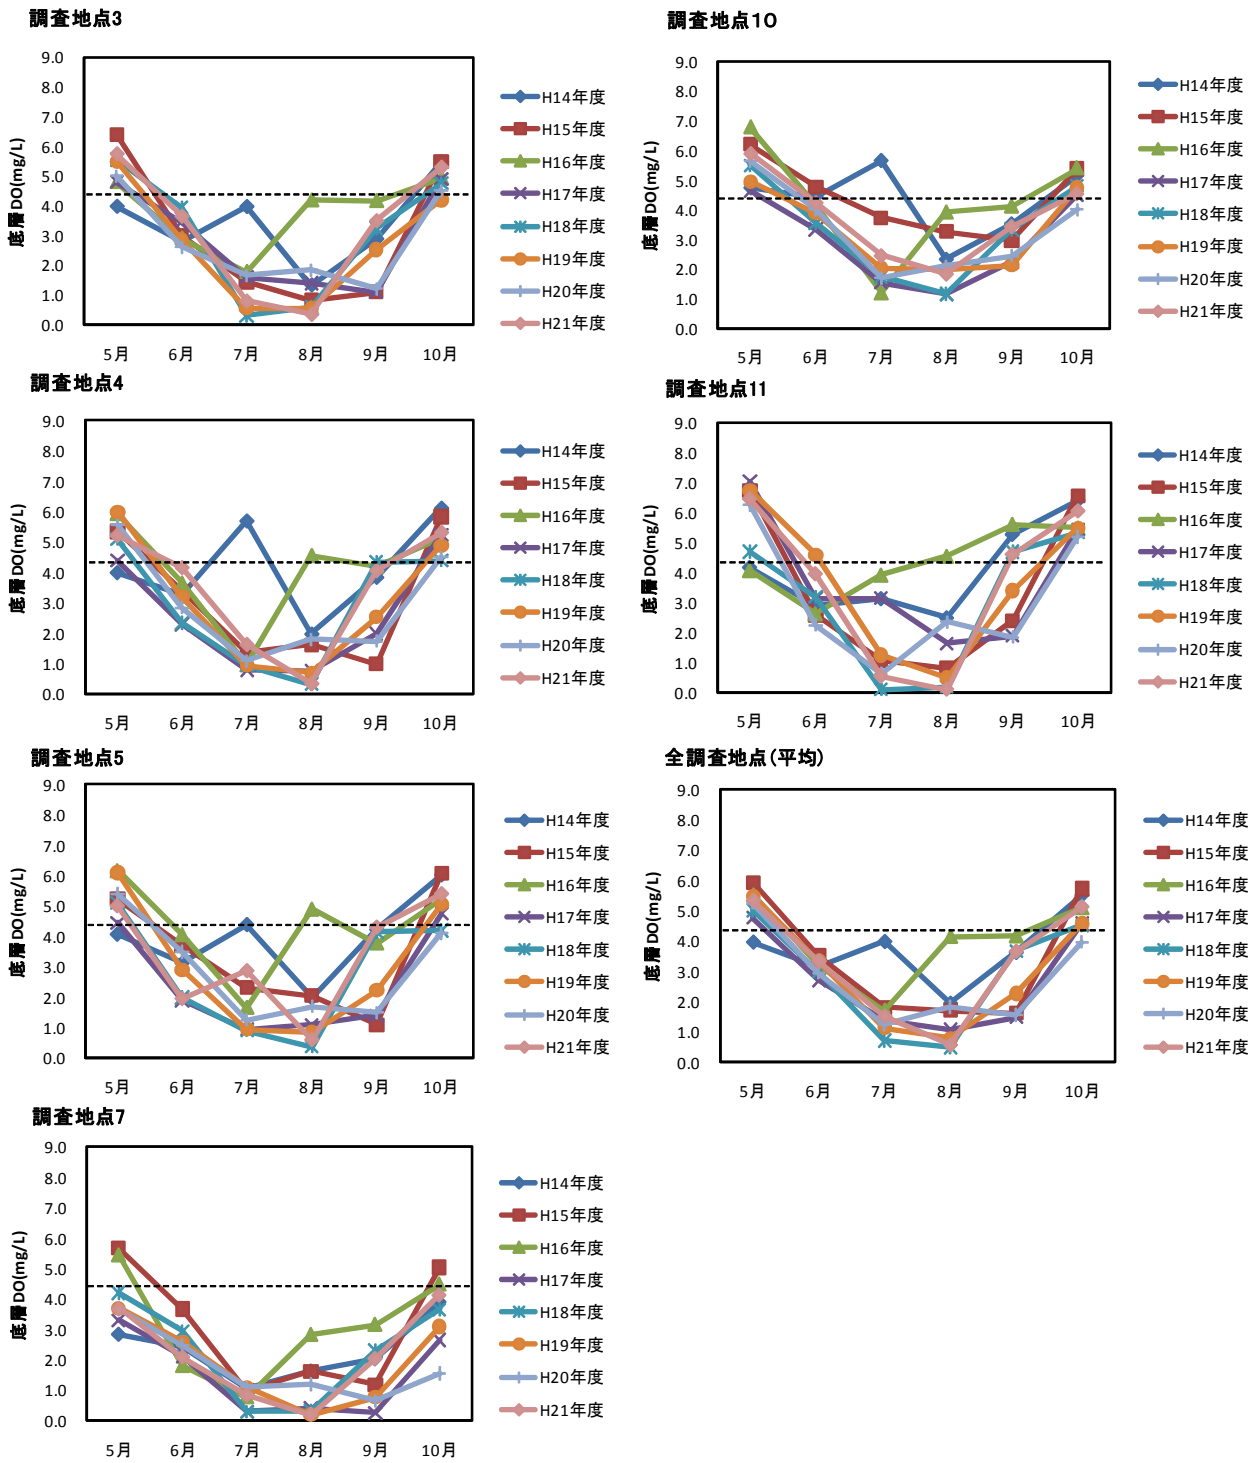 調査地点3
底層DO(mg/L)
9.0
8.0
7.0
6.0
5.0
4.0
3.0
2.0
1.0
0.0
5月 6月 7月 8月 9月 10月
H14年度
H15年度
H16年度
H17年度
H18年度
H19年度
H20年度
H21年度
調査地点4
底層DO(mg/L)
9.0
8.0
7.0
6.0
5.0
4.0
3.0
2.0
1.0
0.0
5月 6月 7月 8月 9月 10月
H14年度
H15年度
H16年度
H17年度
H18年度
H19年度
H20年度
H21年度
調査地点5
底層DO(mg/L)
9.0
8.0
7.0
6.0
5.0
4.0
3.0
2.0
1.0
0.0
5月 6月 7月 8月 9月 10月
H14年度
H15年度
H16年度
H17年度
H18年度
H19年度
H20年度
H21年度
調査地点7
底層DO(mg/L)
9.0
8.0
7.0
6.0
5.0
4.0
3.0
2.0
1.0
0.0
5月 6月 7月 8月 9月 10月
H14年度
H15年度
H16年度
H17年度
H18年度
H19年度
H20年度
H21年度
調査地点10
底層DO(mg/L)
9.0
8.0
7.0
6.0
5.0
4.0
3.0
2.0
1.0
0.0
5月 6月 7月 8月 9月 10月
H14年度
H15年度
H16年度
H17年度
H18年度
H19年度
H20年度
H21年度
調査地点11
底層DO(mg/L)
9.0
8.0
7.0
6.0
5.0
4.0
3.0
2.0
1.0
0.0
5月 6月 7月 8月 9月 10月
H14年度
H15年度
H16年度
H17年度
H18年度
H19年度
H20年度
H21年度
全調査地点(平均)
底層DO(mg/L)
9.0
8.0
7.0
6.0
5.0
4.0
3.0
2.0
1.0
0.0
5月 6月 7月 8月 9月 10月
H14年度
H15年度
H16年度
H17年度
H18年度
H19年度
H20年度
H21年度